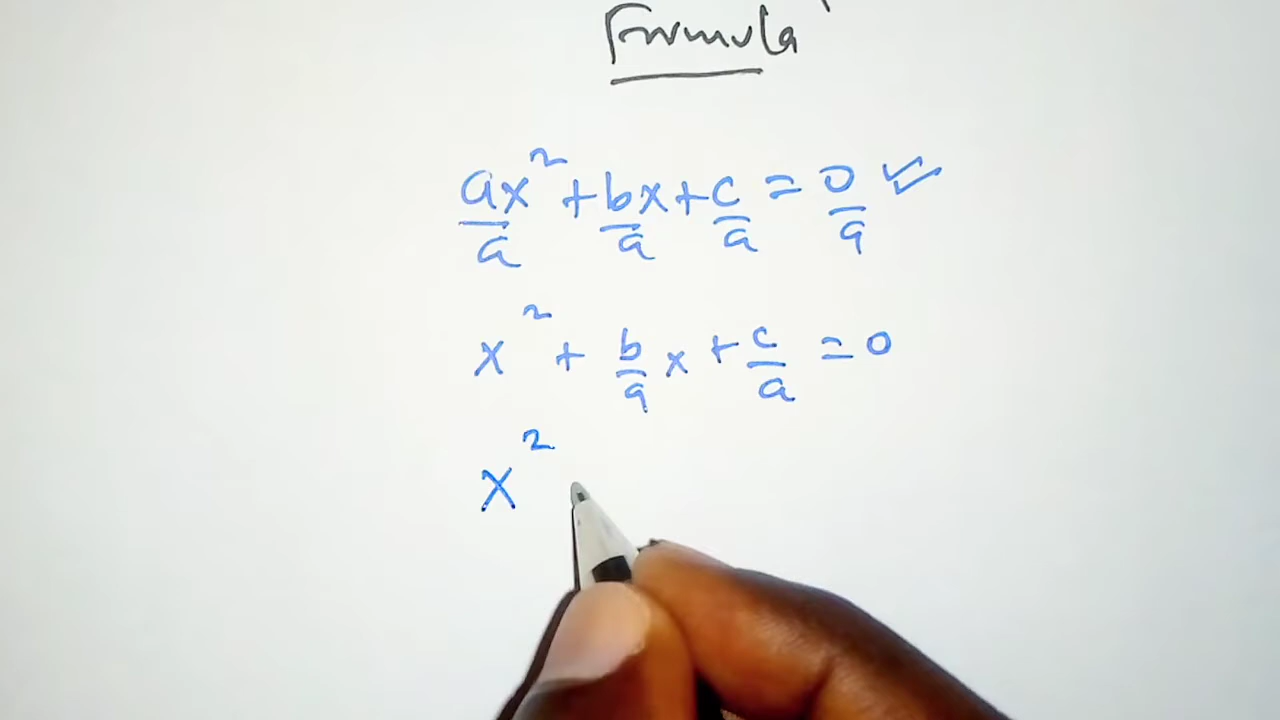 Formula
ax²/a + bx/a + c/a = 0/a ✓
x² + b/a x + c/a = 0
x²